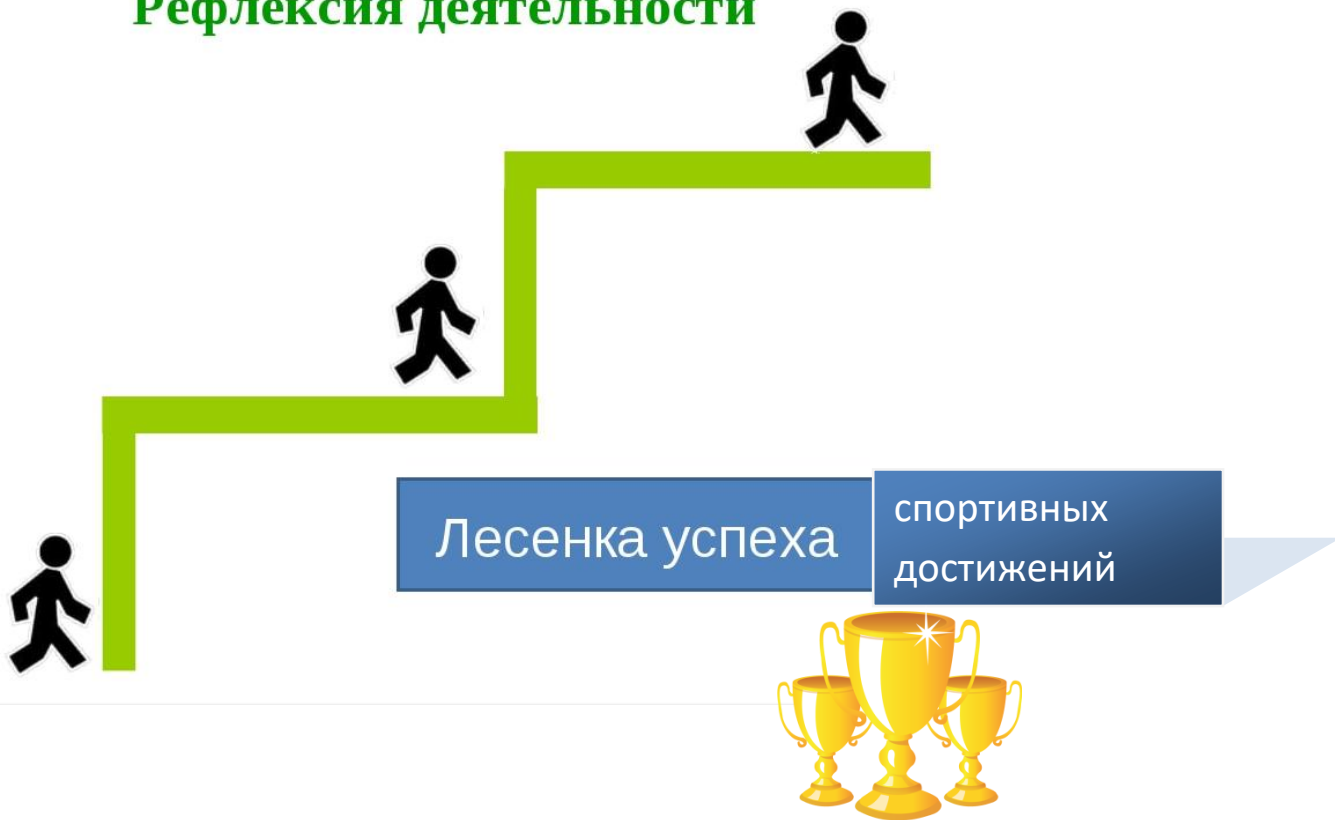 Рефлексия деятельности
Лесенка успеха
спортивных
достижений